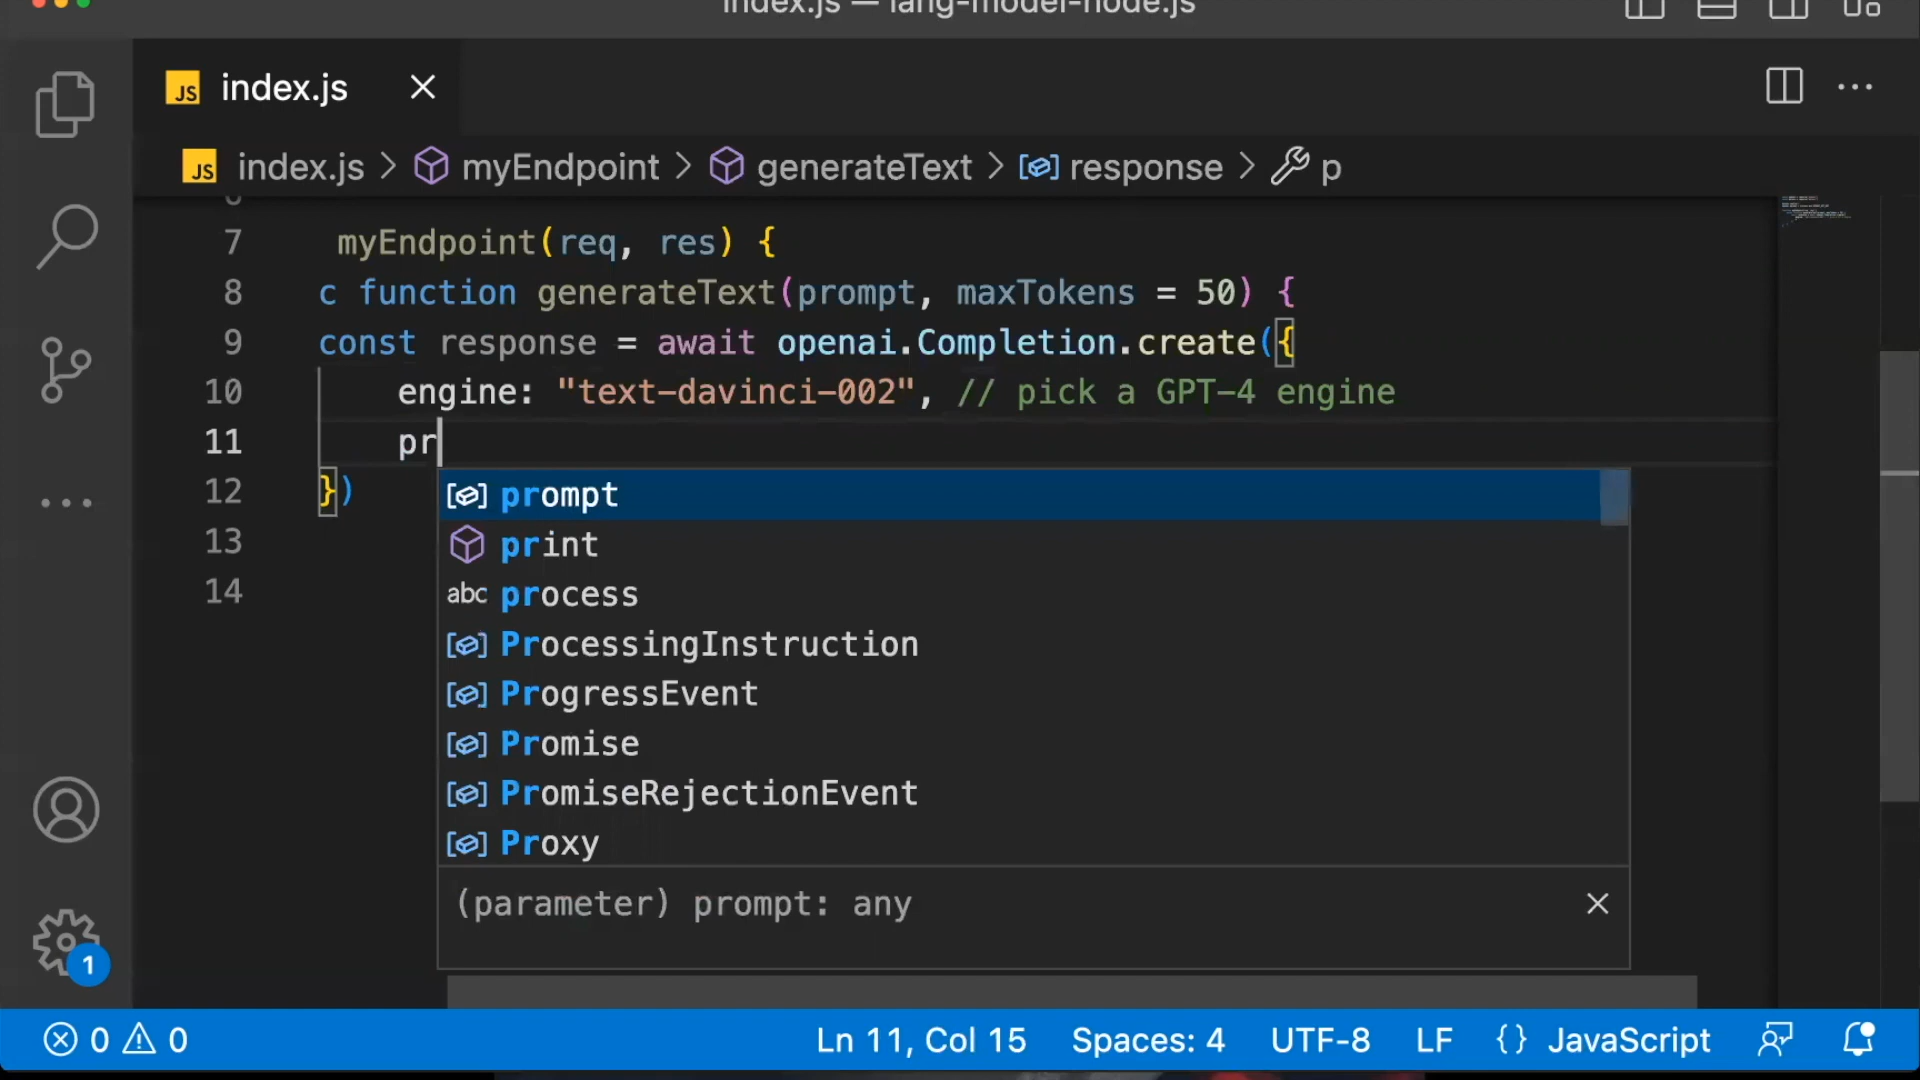 index.js — lang-model-node.js
JS index.js
JS index.js > myEndpoint > generateText > response > p
6
7 myEndpoint(req, res) {
8 c function generateText(prompt, maxTokens = 50) {
9 const response = await openai.Completion.create({
10 engine: "text-davinci-002", // pick a GPT-4 engine
11 pr
12 })
13
14
prompt
print
abc process
ProcessingInstruction
ProgressEvent
Promise
PromiseRejectionEvent
Proxy
(parameter) prompt: any
1
0 0 Ln 11, Col 15 Spaces: 4 UTF-8 LF {} JavaScript